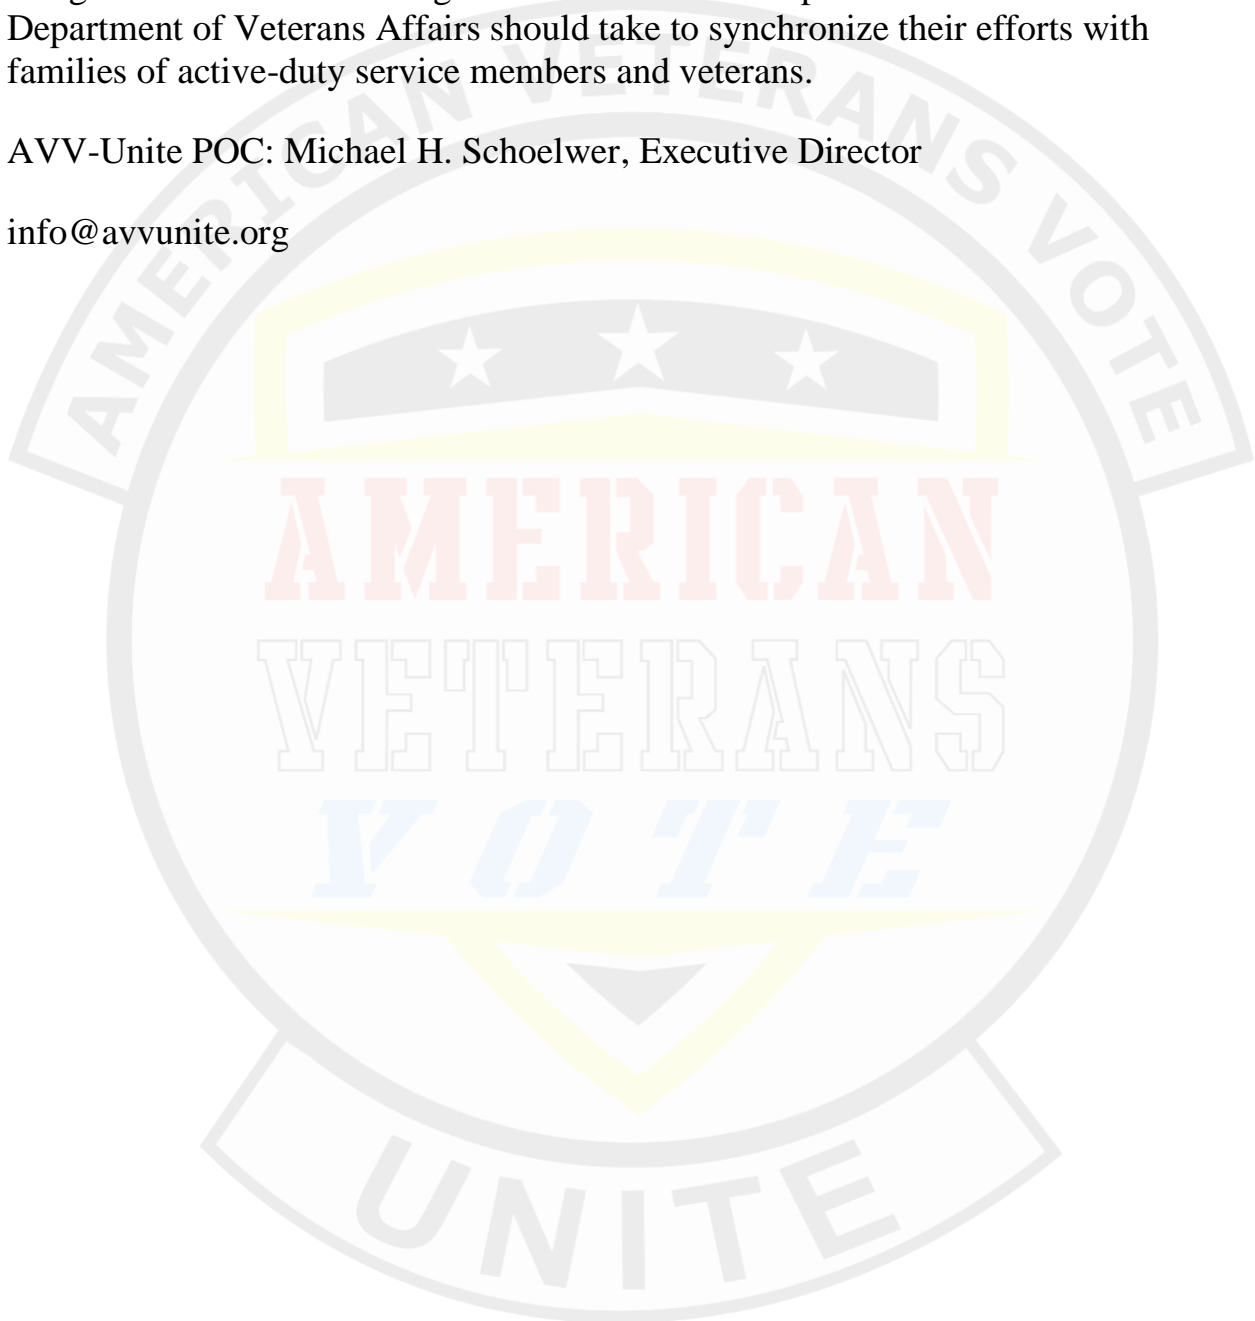 Department of Veterans Affairs should take to synchronize their efforts with
families of active-duty service members and veterans.
AVV-Unite POC: Michael H. Schoelwer, Executive Director
info@avvunite.org
AMERICAN VETERANS VOTE
AMERICAN
VETERANS
VOTE
UNITE